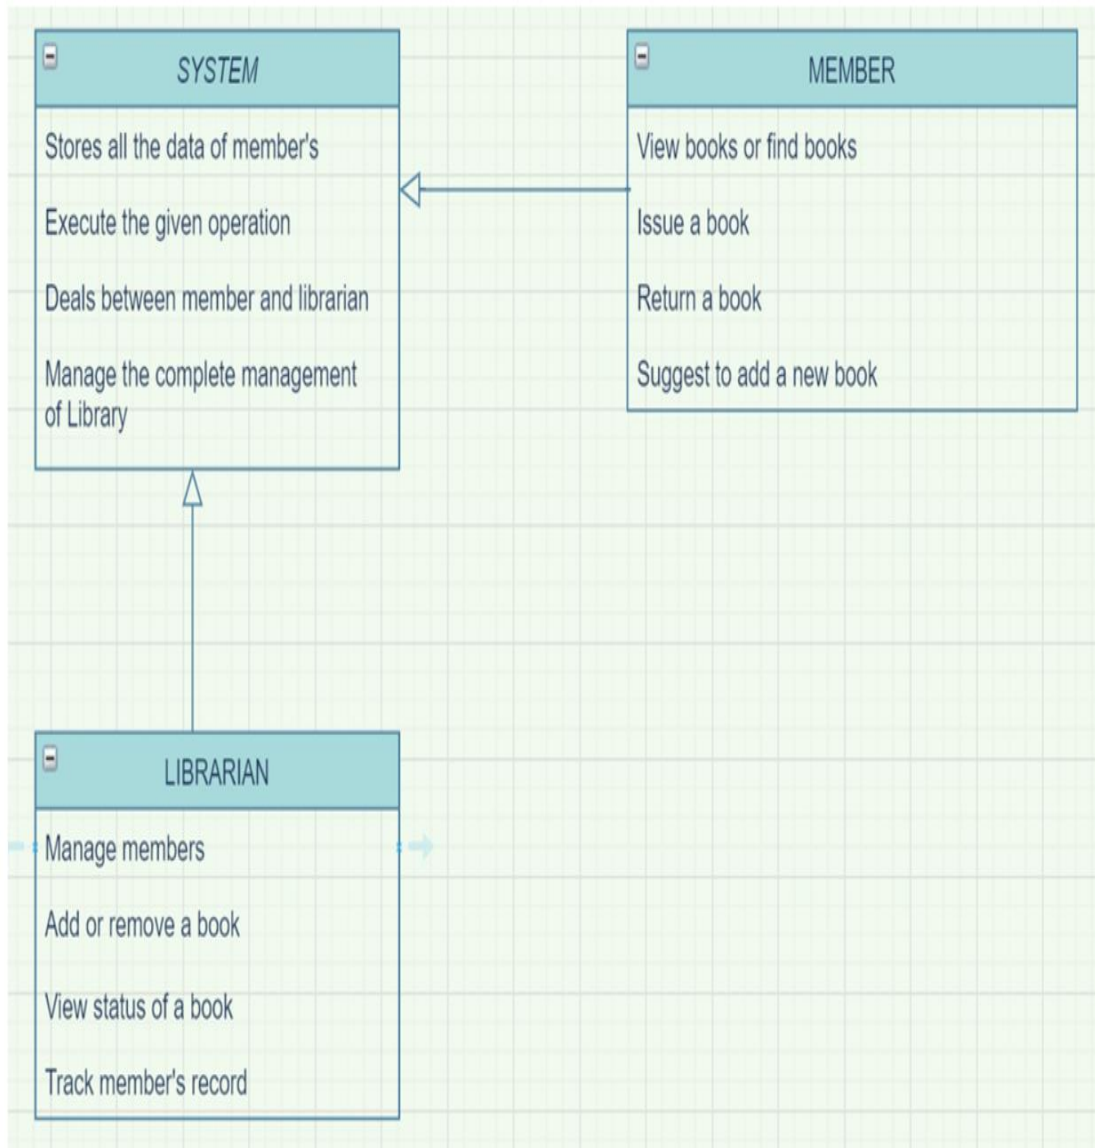 SYSTEM
Stores all the data of member's
Execute the given operation
Deals between member and librarian
Manage the complete management
of Library
MEMBER
View books or find books
Issue a book
Return a book
Suggest to add a new book
LIBRARIAN
Manage members
Add or remove a book
View status of a book
Track member's record